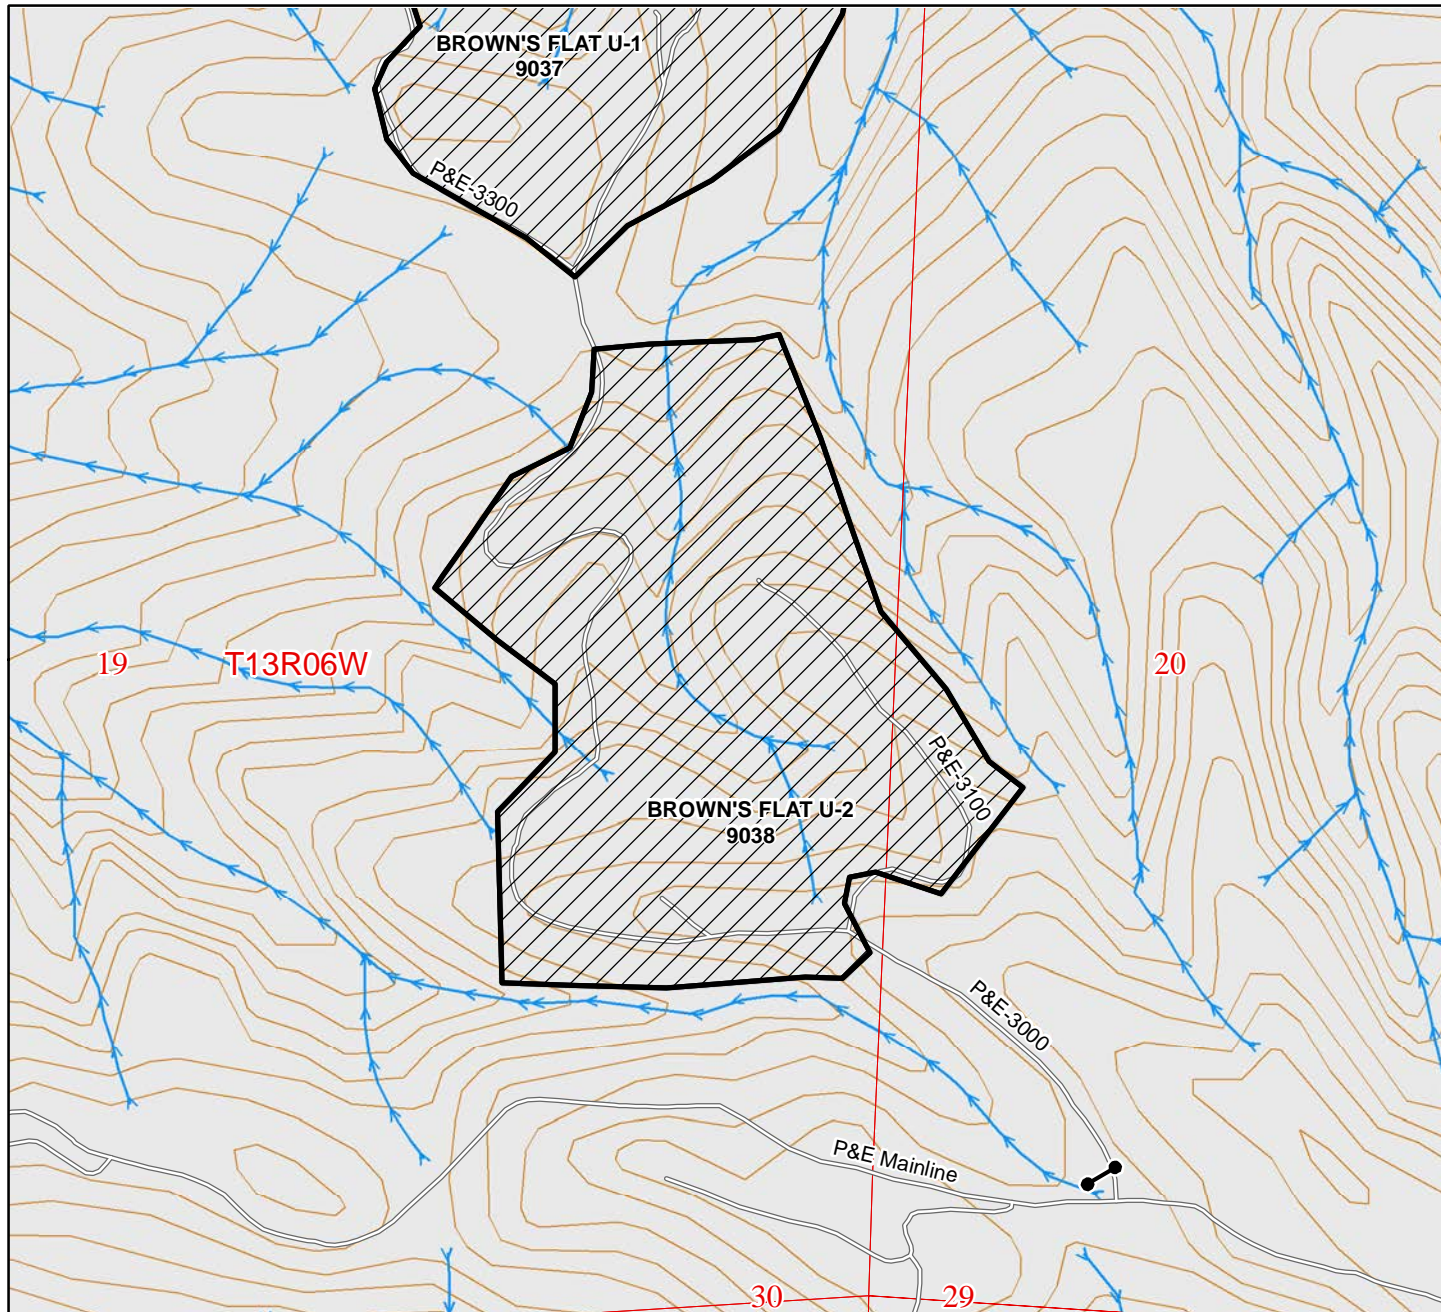 BROWN'S FLAT U-1
9037
P&E-3300
19
T13R06W
20
P&E-3100
BROWN'S FLAT U-2
9038
P&E-3000
P&E Mainline
30
29